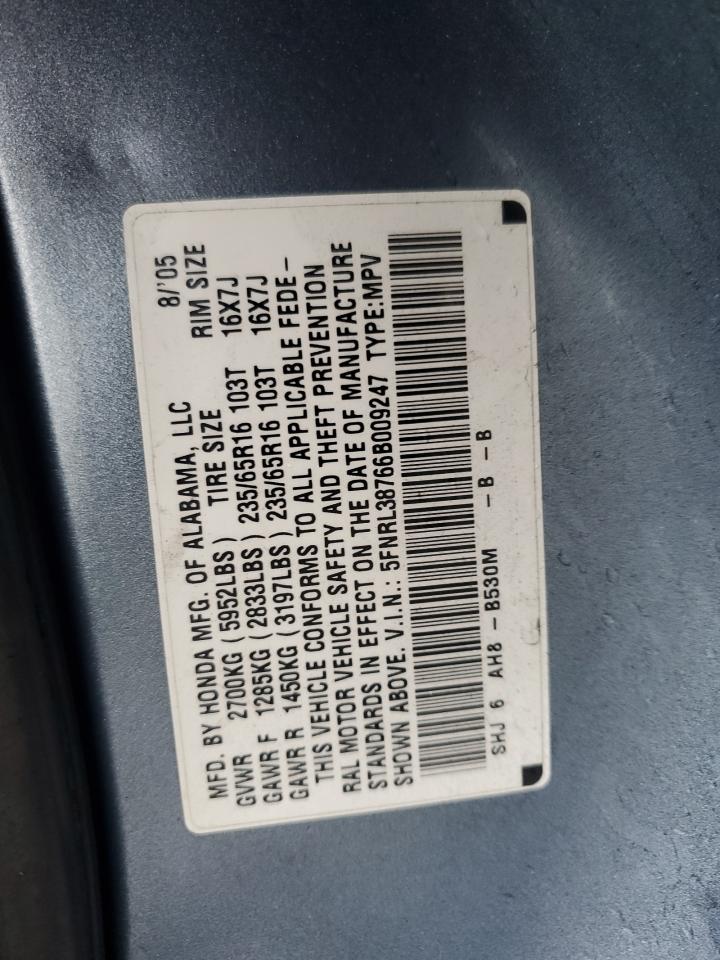 MFD. BY HONDA MFG. OF ALABAMA, LLC 8/'05
GVWR 2700KG (5952LBS) TIRE SIZE RIM SIZE
GAWR F 1285KG (2833LBS) 235/65R16 103T 16X7J
GAWR R 1450KG (3197LBS) 235/65R16 103T 16X7J
THIS VEHICLE CONFORMS TO ALL APPLICABLE FEDE-
RAL MOTOR VEHICLE SAFETY AND THEFT PREVENTION
STANDARDS IN EFFECT ON THE DATE OF MANUFACTURE
SHOWN ABOVE. V.I.N.: 5FNRL38766B009247 TYPE:MPV
SHJ 6 AH8 -B530M -B -B